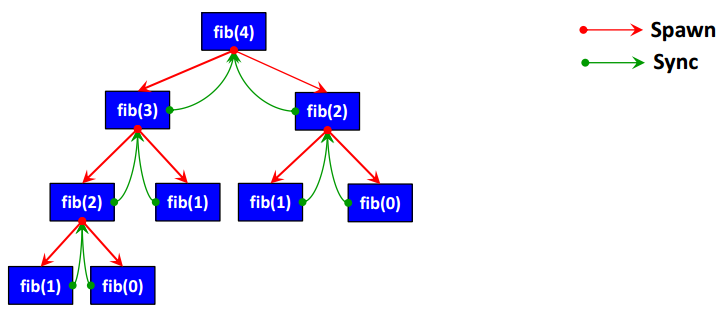 fib(4)
Spawn
Sync
fib(3)
fib(2)
fib(2)
fib(1)
fib(1)
fib(0)
fib(1)
fib(0)